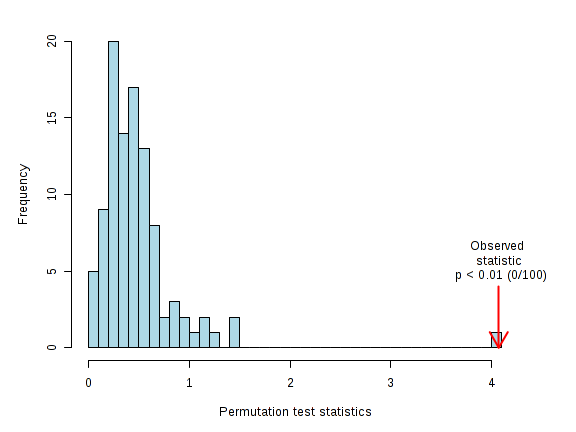 20
15
10
5
0
Frequency
Observed
statistic
p < 0.01 (0/100)
0 1 2 3 4
Permutation test statistics